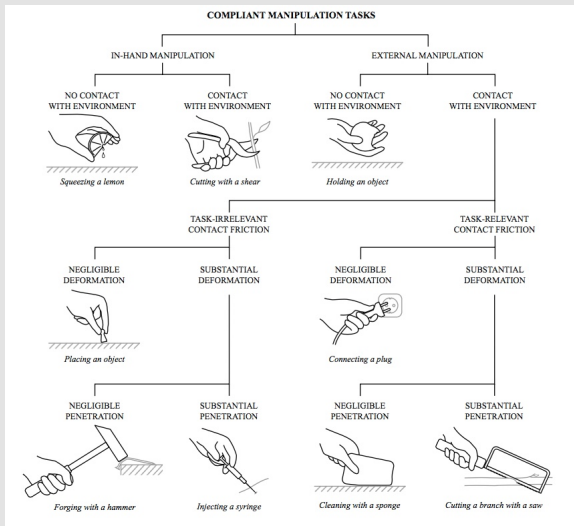 COMPLIANT MANIPULATION TASKS
IN-HAND MANIPULATION
EXTERNAL MANIPULATION
NO CONTACT
WITH ENVIRONMENT
CONTACT
WITH ENVIRONMENT
NO CONTACT
WITH ENVIRONMENT
CONTACT
WITH ENVIRONMENT
Squeezing a lemon
Cutting with a shear
Holding an object
TASK-IRRELEVANT
CONTACT FRICTION
TASK-RELEVANT
CONTACT FRICTION
NEGLIGIBLE
DEFORMATION
SUBSTANTIAL
DEFORMATION
NEGLIGIBLE
DEFORMATION
SUBSTANTIAL
DEFORMATION
Placing an object
Connecting a plug
NEGLIGIBLE
PENETRATION
SUBSTANTIAL
PENETRATION
NEGLIGIBLE
PENETRATION
SUBSTANTIAL
PENETRATION
Forging with a hammer
Injecting a syringe
Cleaning with a sponge
Cutting a branch with a saw